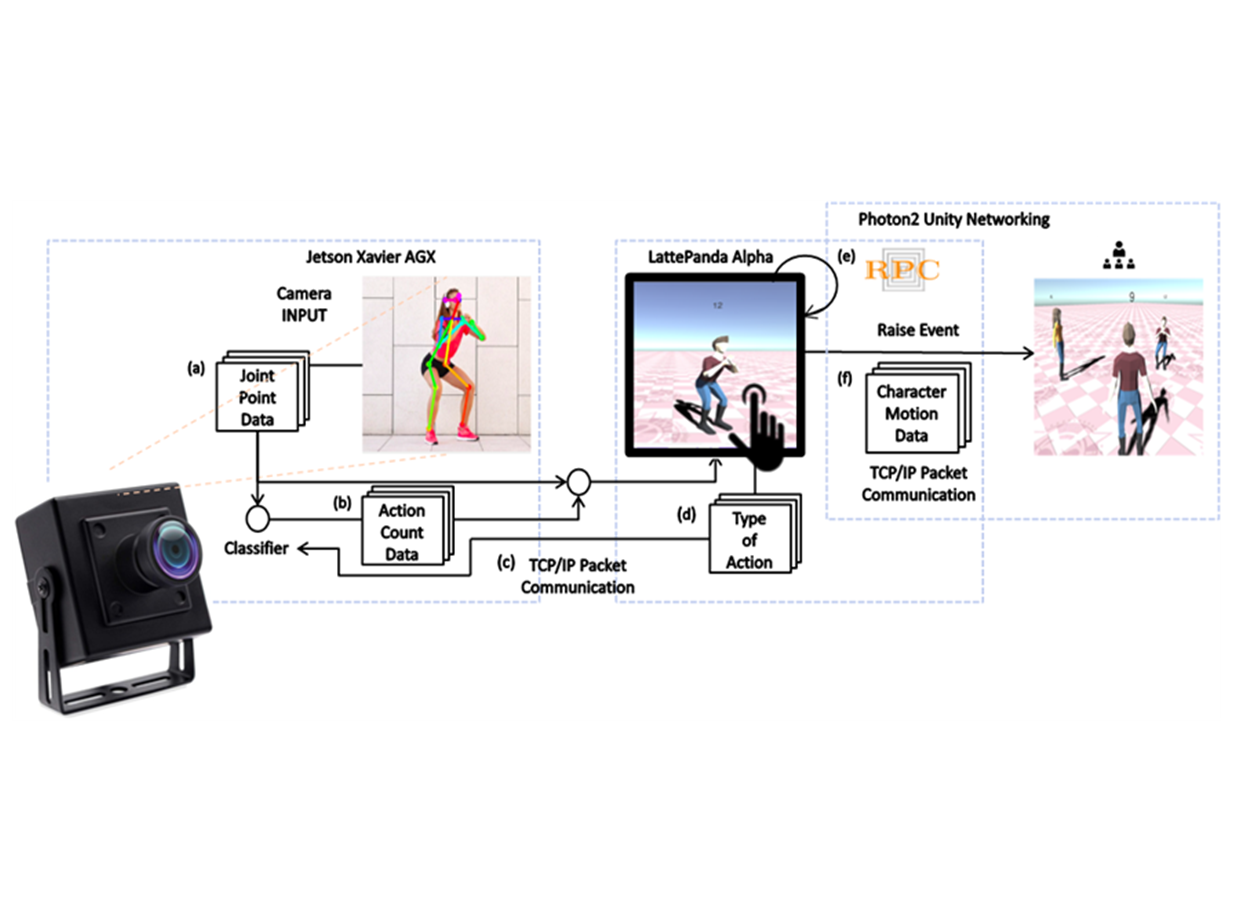 Photon2 Unity Networking
Jetson Xavier AGX
LattePanda Alpha
(e)
RPC
Camera
INPUT
12
9
Raise Event
(a)
Joint
Point
Data
(f)
Character
Motion
Data
TCP/IP Packet
Communication
(b)
Action
Count
Data
(d)
Type
of
Action
Classifier
(c)
TCP/IP Packet
Communication